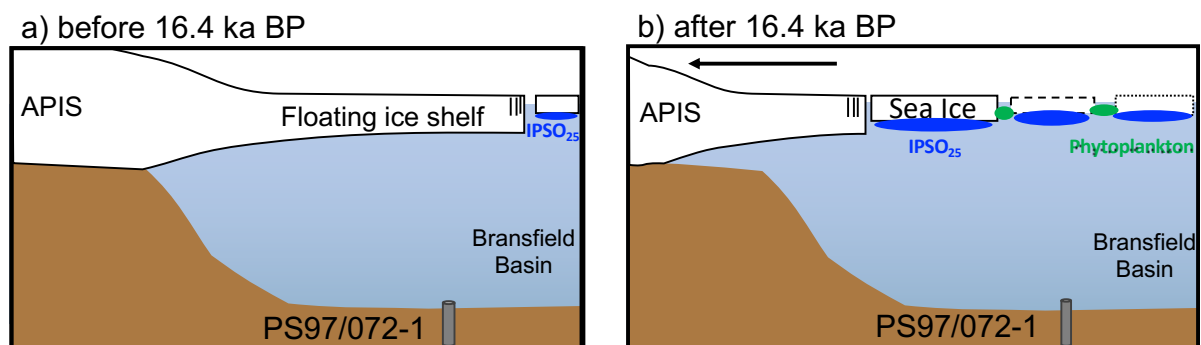 a) before 16.4 ka BP
APIS
Floating ice shelf
IPSO₂₅
Bransfield
Basin
PS97/072-1
b) after 16.4 ka BP
APIS
Sea Ice
IPSO₂₅
Phytoplankton
Bransfield
Basin
PS97/072-1